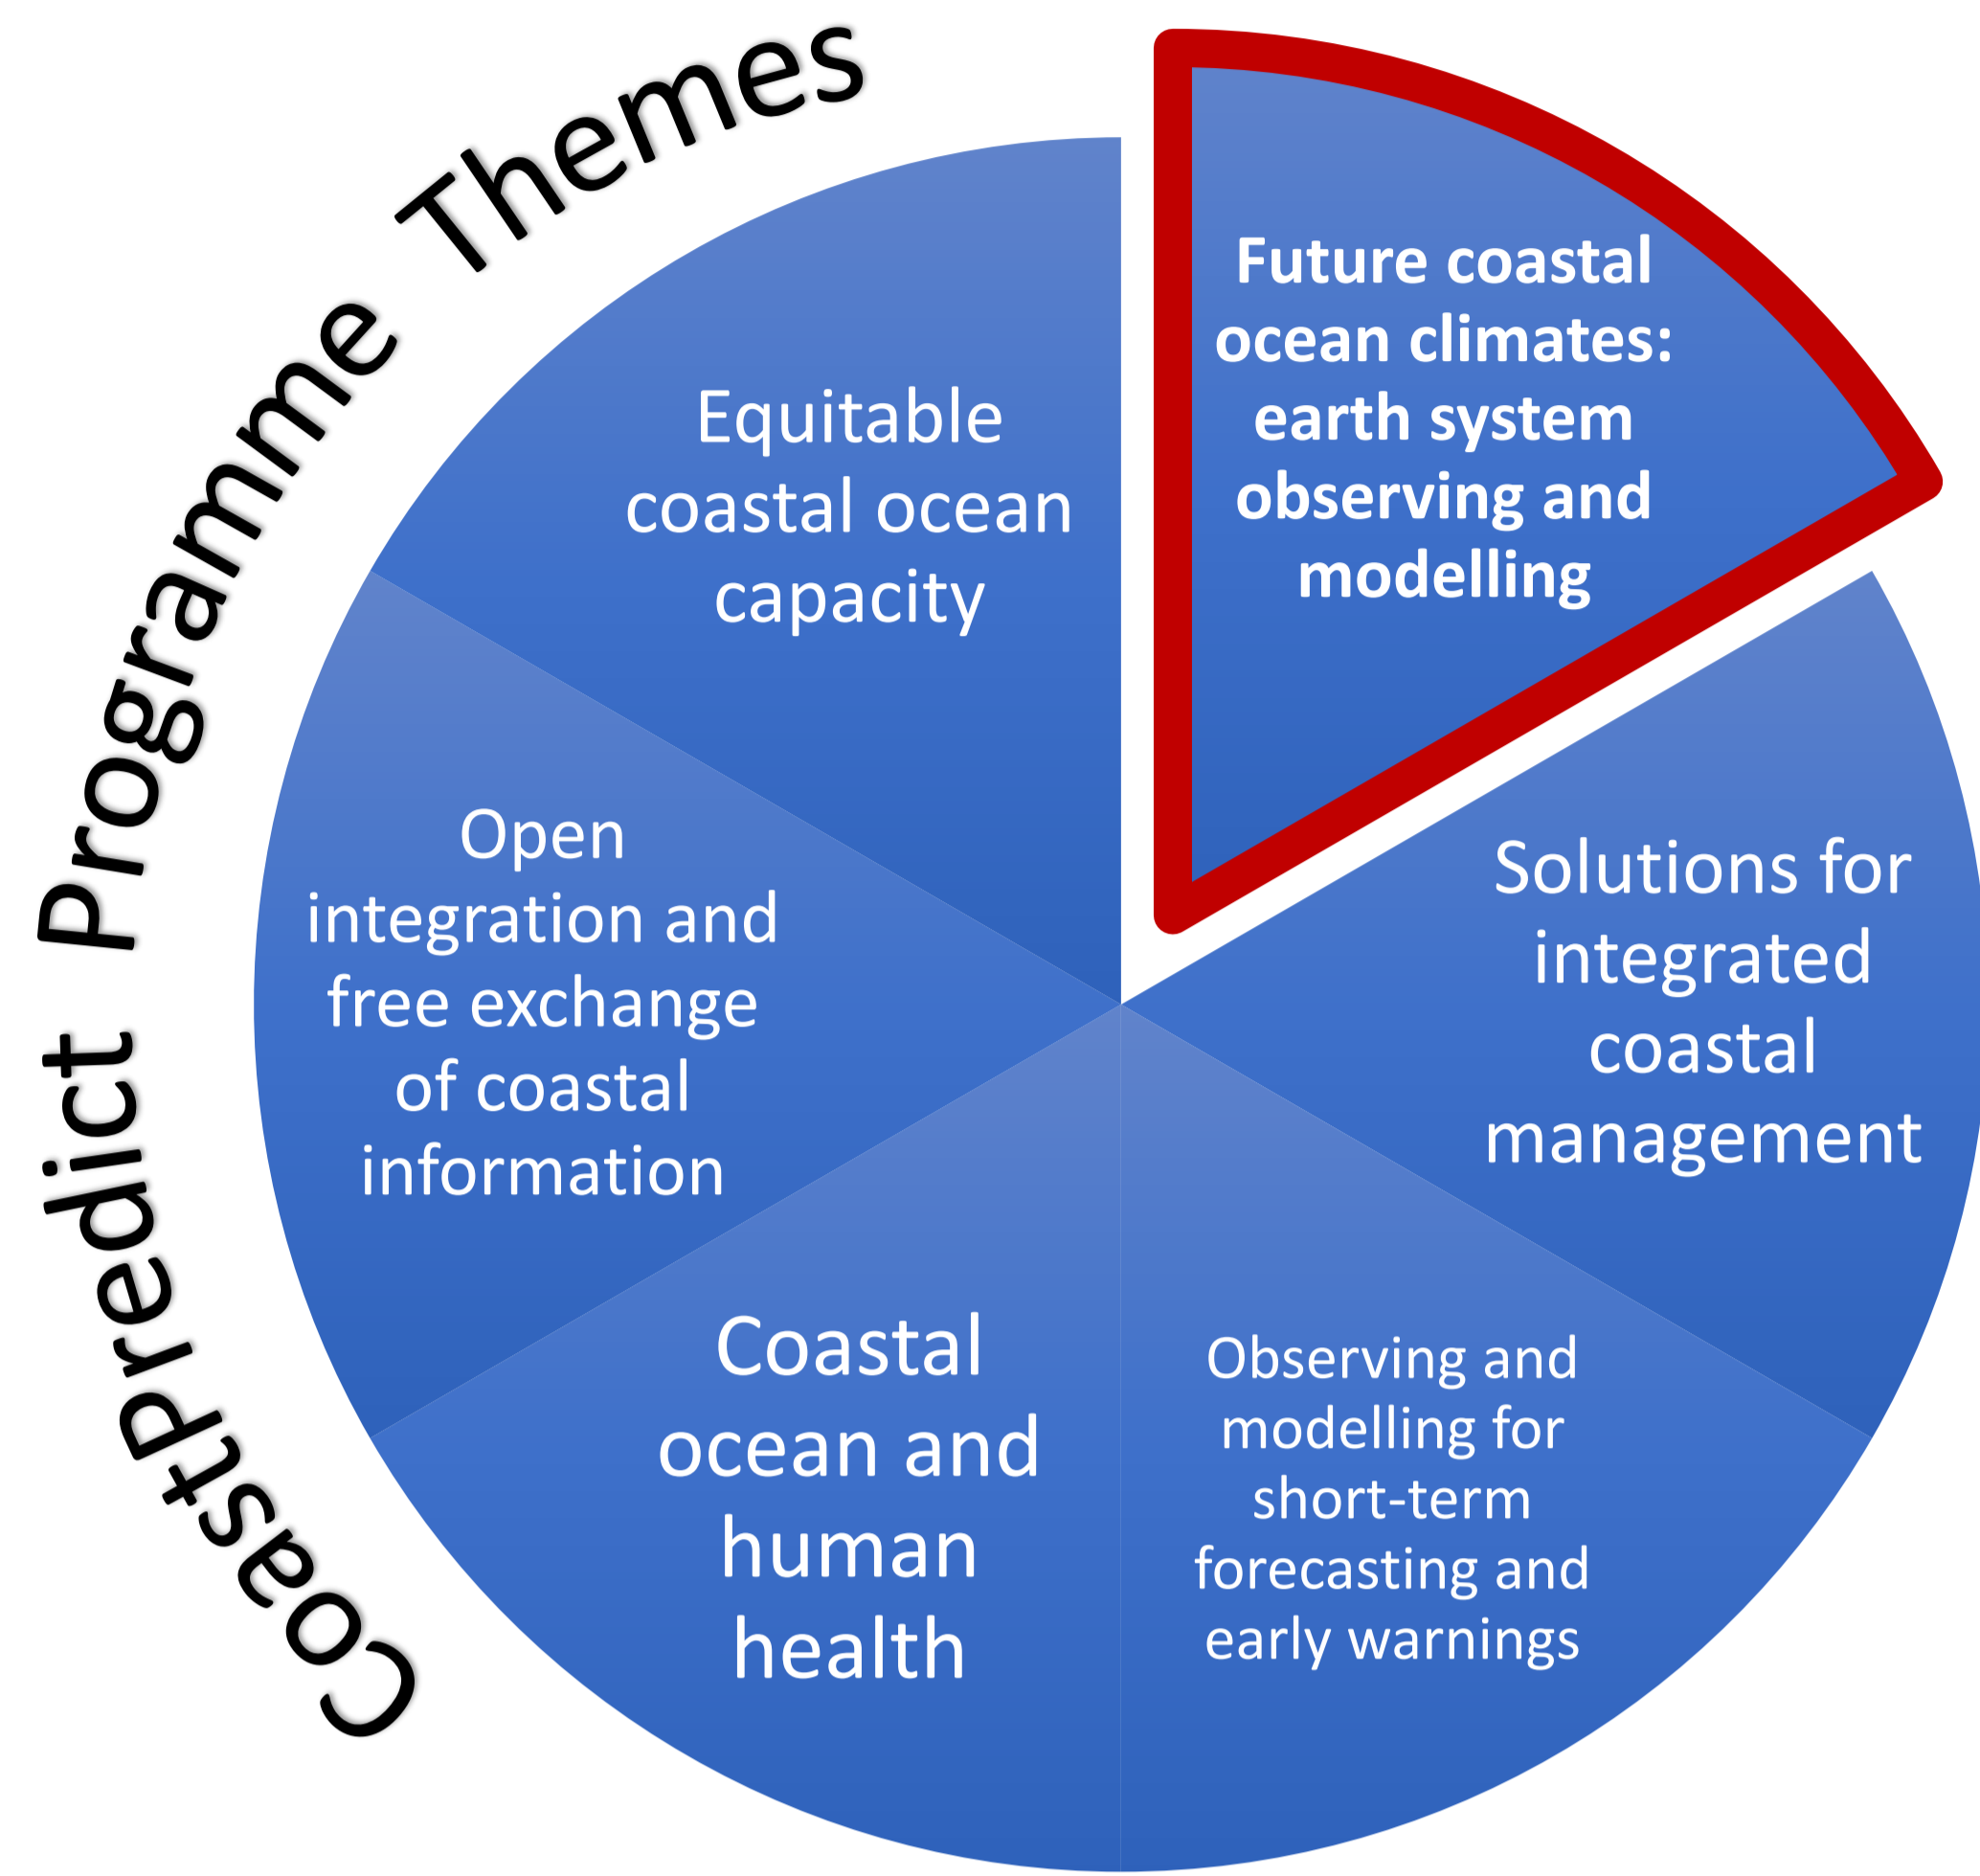 CoastPredict Programme Themes
Future coastal
ocean climates:
earth system
observing and
modelling
Solutions for
integrated
coastal
management
Observing and
modelling for
short-term
forecasting and
early warnings
Coastal
ocean and
human
health
Open
integration and
free exchange
of coastal
information
Equitable
coastal ocean
capacity